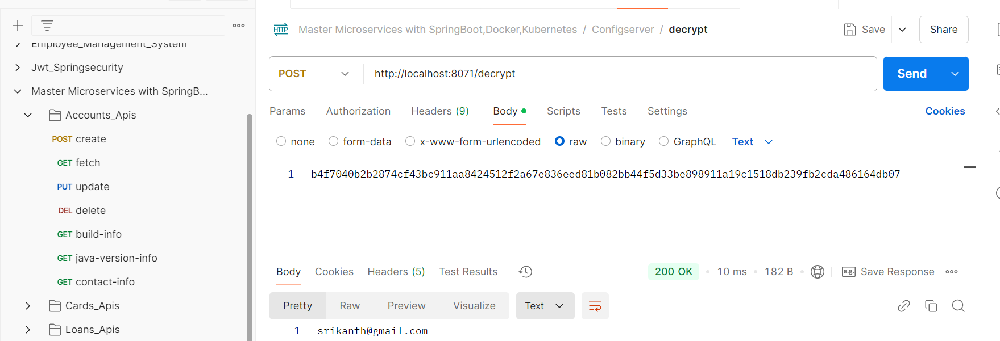 Employee_Management_System
Jwt_Springsecurity
Master Microservices with SpringB...
Accounts_Apis
POST create
GET fetch
PUT update
DEL delete
GET build-info
GET java-version-info
GET contact-info
Cards_Apis
Loans_Apis
HTTP Master Microservices with SpringBoot,Docker,Kubernetes / Configserver / decrypt
Save Share
POST http://localhost:8071/decrypt Send
Params Authorization Headers (9) Body Scripts Tests Settings Cookies
none form-data x-www-form-urlencoded raw binary GraphQL Text
1 b4f7040b2b2874cf43bc911aa8424512f2a67e836eed81b082bb44f5d33be898911a19c1518db239fb2cda486164db07
Body Cookies Headers (5) Test Results 200 OK 10 ms 182 B e.g. Save Response
Pretty Raw Preview Visualize Text
1 srikanth@gmail.com